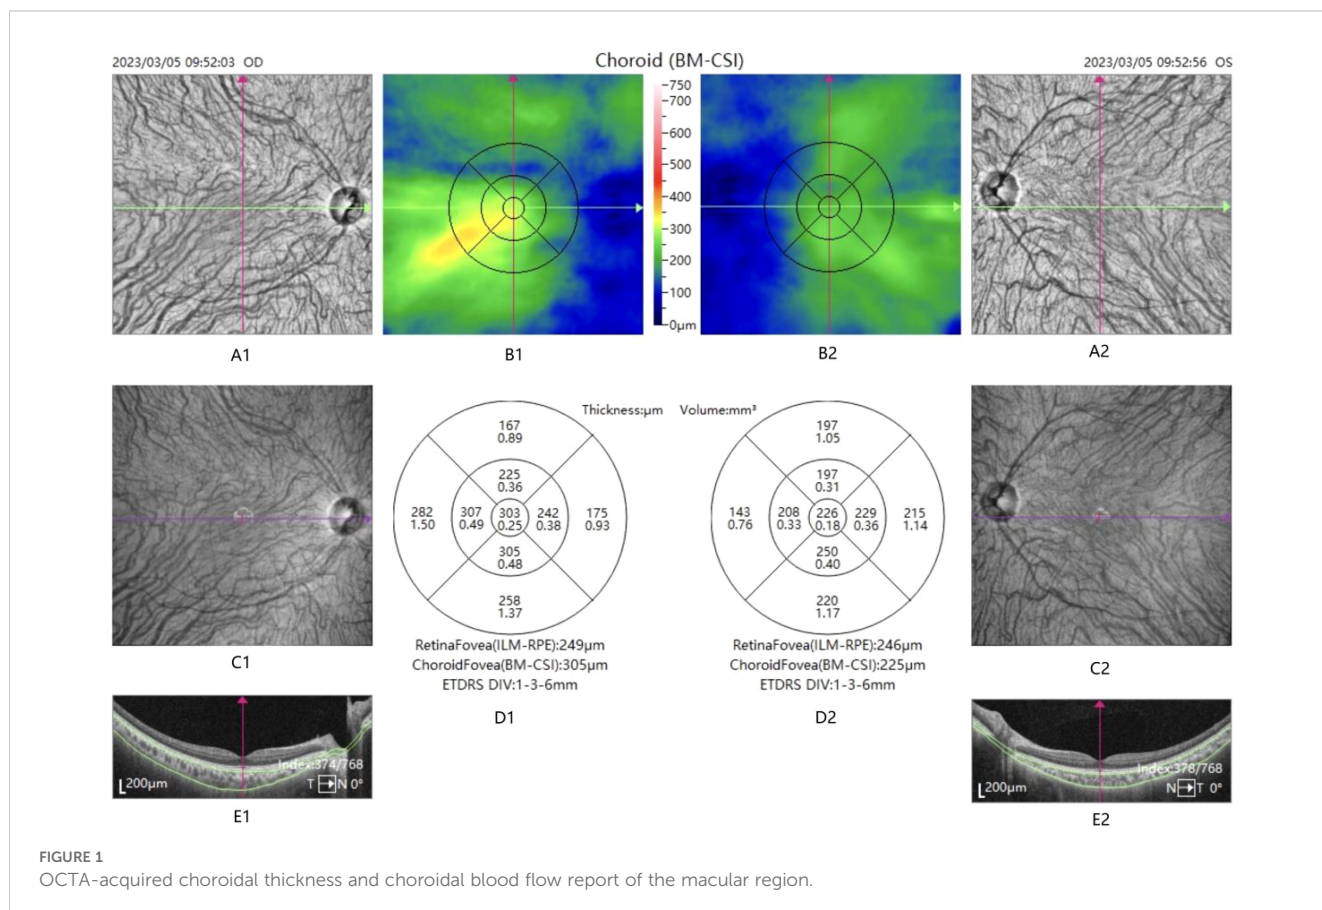 2023/03/05 09:52:03 OD
Choroid (BM-CSI)
2023/03/05 09:52:56 OS
750
700
600
500
400
300
200
100
0μm
A1
B1
B2
A2
Thickness:μm Volume:mm³
167
0.89
225
0.36
282
1.50
307
0.49
303
0.25
242
0.38
175
0.93
305
0.48
258
1.37
RetinaFovea(ILM-RPE):249μm
ChoroidFovea(BM-CSI):305μm
ETDRS DIV:1-3-6mm
197
1.05
197
0.31
143
0.76
208
0.33
226
0.18
229
0.36
215
1.14
250
0.40
220
1.17
RetinaFovea(ILM-RPE):246μm
ChoroidFovea(BM-CSI):225μm
ETDRS DIV:1-3-6mm
C1
D1
D2
C2
Index:374/768
200μm
T N 0°
Index:378/768
200μm
N T 0°
E1
E2
FIGURE 1
OCTA-acquired choroidal thickness and choroidal blood flow report of the macular region.